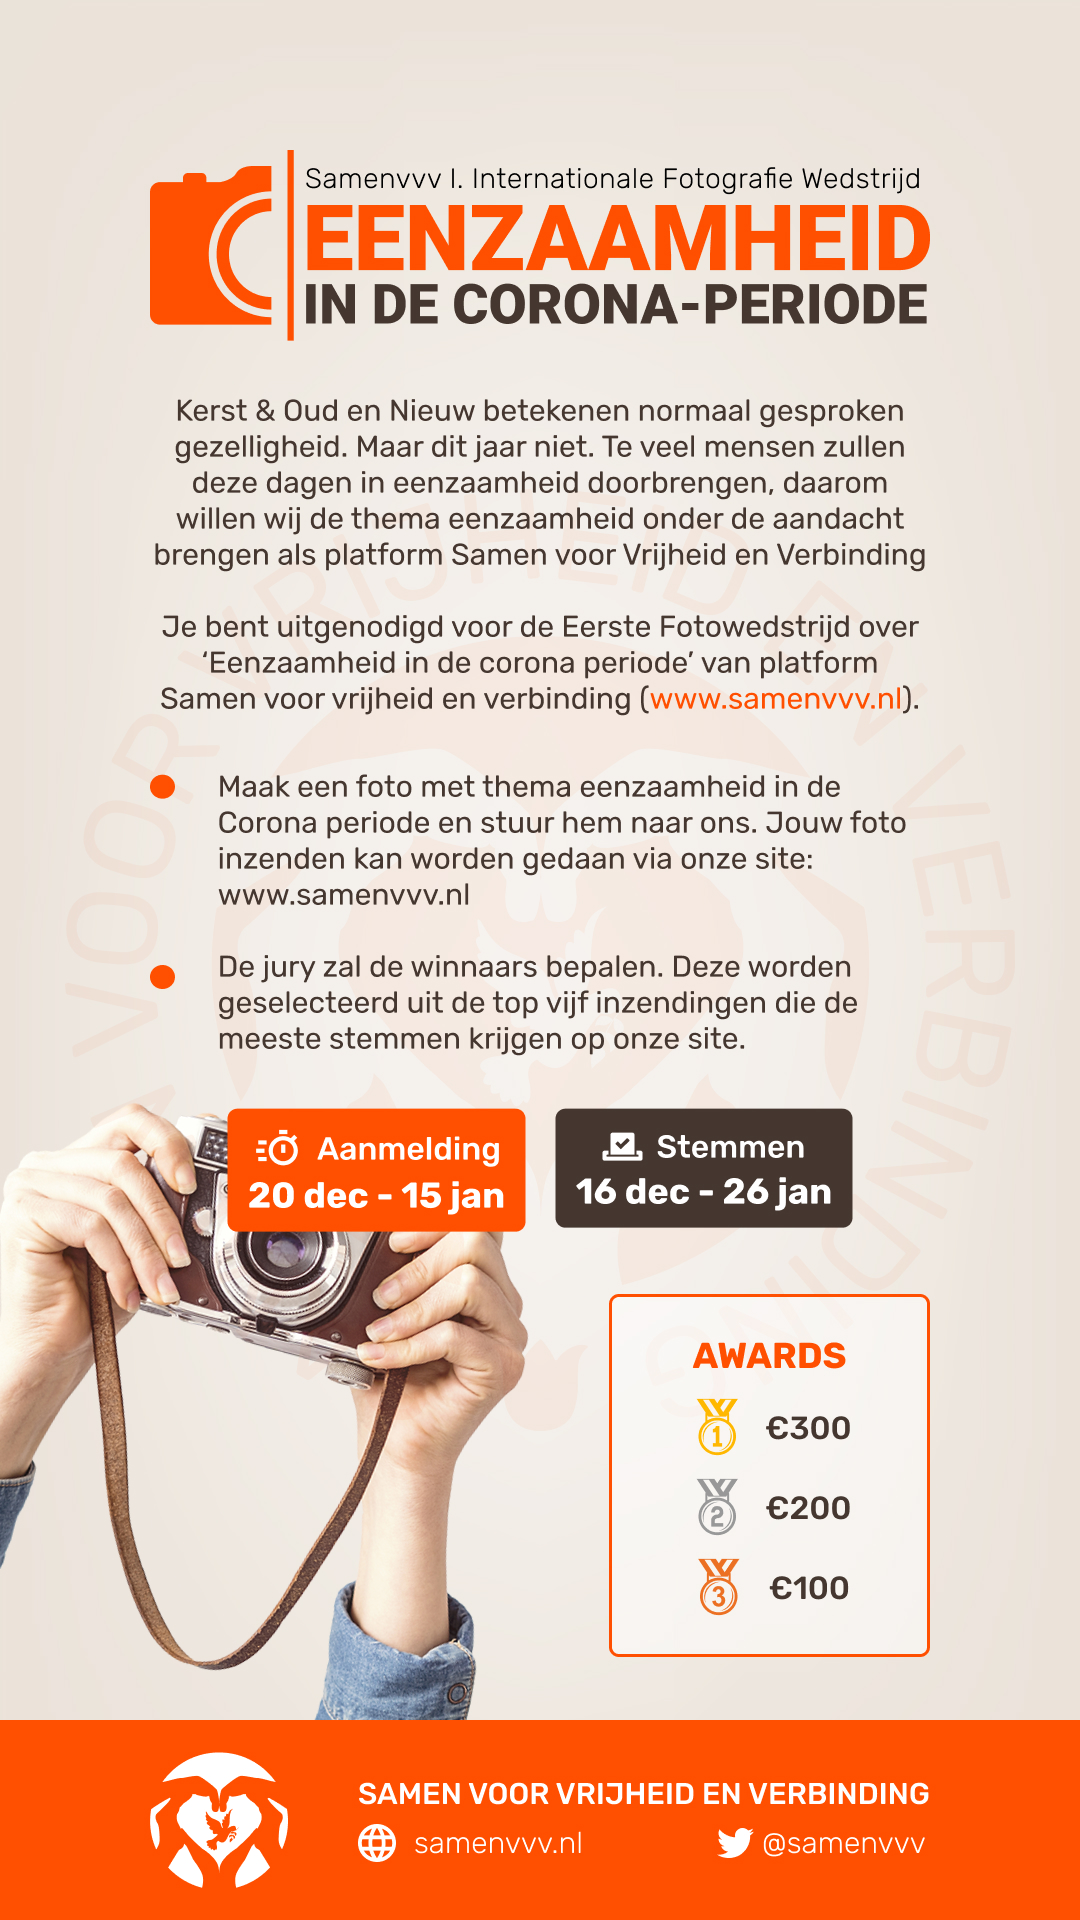 Samenvvv I. Internationale Fotografie Wedstrijd
EENZAAMHEID
IN DE CORONA-PERIODE
Kerst & Oud en Nieuw betekenen normaal gesproken
gezelligheid. Maar dit jaar niet. Te veel mensen zullen
deze dagen in eenzaamheid doorbrengen, daarom
willen wij de thema eenzaamheid onder de aandacht
brengen als platform Samen voor Vrijheid en Verbinding
Je bent uitgenodigd voor de Eerste Fotowedstrijd over
‘Eenzaamheid in de corona periode’ van platform
Samen voor vrijheid en verbinding (www.samenvvv.nl).
Maak een foto met thema eenzaamheid in de
Corona periode en stuur hem naar ons. Jouw foto
inzenden kan worden gedaan via onze site:
www.samenvvv.nl
De jury zal de winnaars bepalen. Deze worden
geselecteerd uit de top vijf inzendingen die de
meeste stemmen krijgen op onze site.
Aanmelding
20 dec - 15 jan
Stemmen
16 dec - 26 jan
AWARDS
1 €300
2 €200
3 €100
SAMEN VOOR VRIJHEID EN VERBINDING
samenvvv.nl
@samenvvv
VOOR VRIJHEID EN VERBINDING